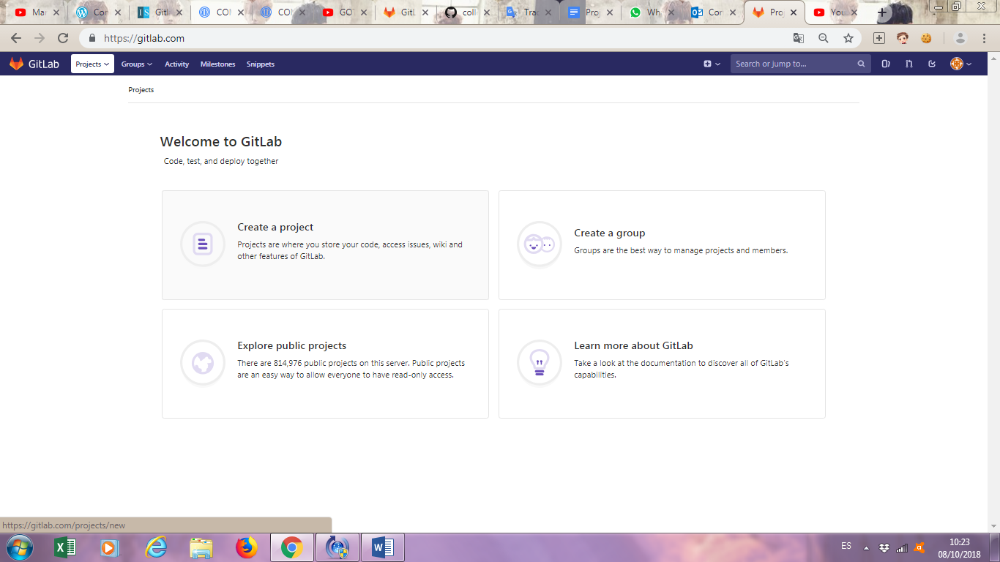 Ma
Con
Gitl
CO
CO
GO
GitL
coll
Trac
Pro
Wh
Cor
Pro
You
https://gitlab.com
GitLab
Projects
Groups
Activity
Milestones
Snippets
Search or jump to...
Projects
Welcome to GitLab
Code, test, and deploy together
Create a project
Projects are where you store your code, access issues, wiki and
other features of GitLab.
Create a group
Groups are the best way to manage projects and members.
Explore public projects
There are 814,976 public projects on this server. Public projects
are an easy way to allow everyone to have read-only access.
Learn more about GitLab
Take a look at the documentation to discover all of GitLab's
capabilities.
https://gitlab.com/projects/new
ES
10:23
08/10/2018